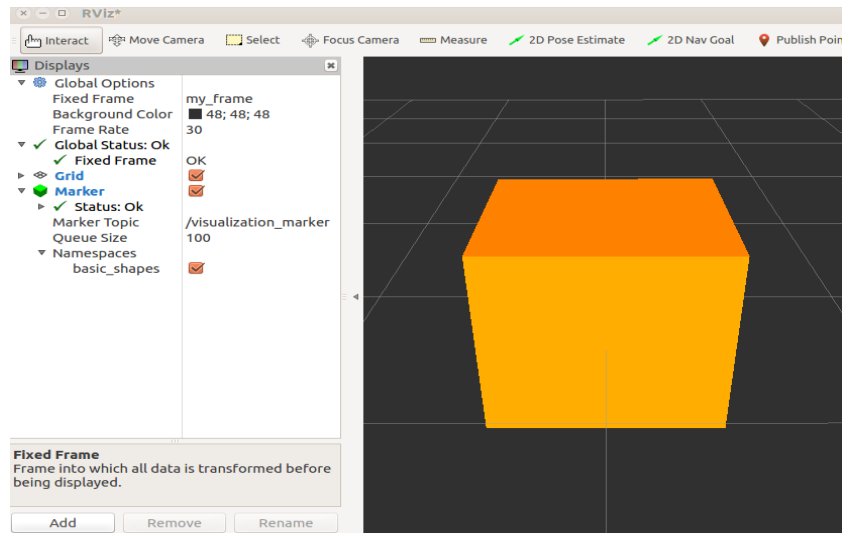 RViz*
Interact Move Camera Select Focus Camera Measure 2D Pose Estimate 2D Nav Goal Publish Poin
Displays
Global Options
Fixed Frame my_frame
Background Color 48; 48; 48
Frame Rate 30
Global Status: Ok
Fixed Frame OK
Grid
Marker
Status: Ok
Marker Topic /visualization_marker
Queue Size 100
Namespaces
basic_shapes
Fixed Frame
Frame into which all data is transformed before
being displayed.
Add Remove Rename